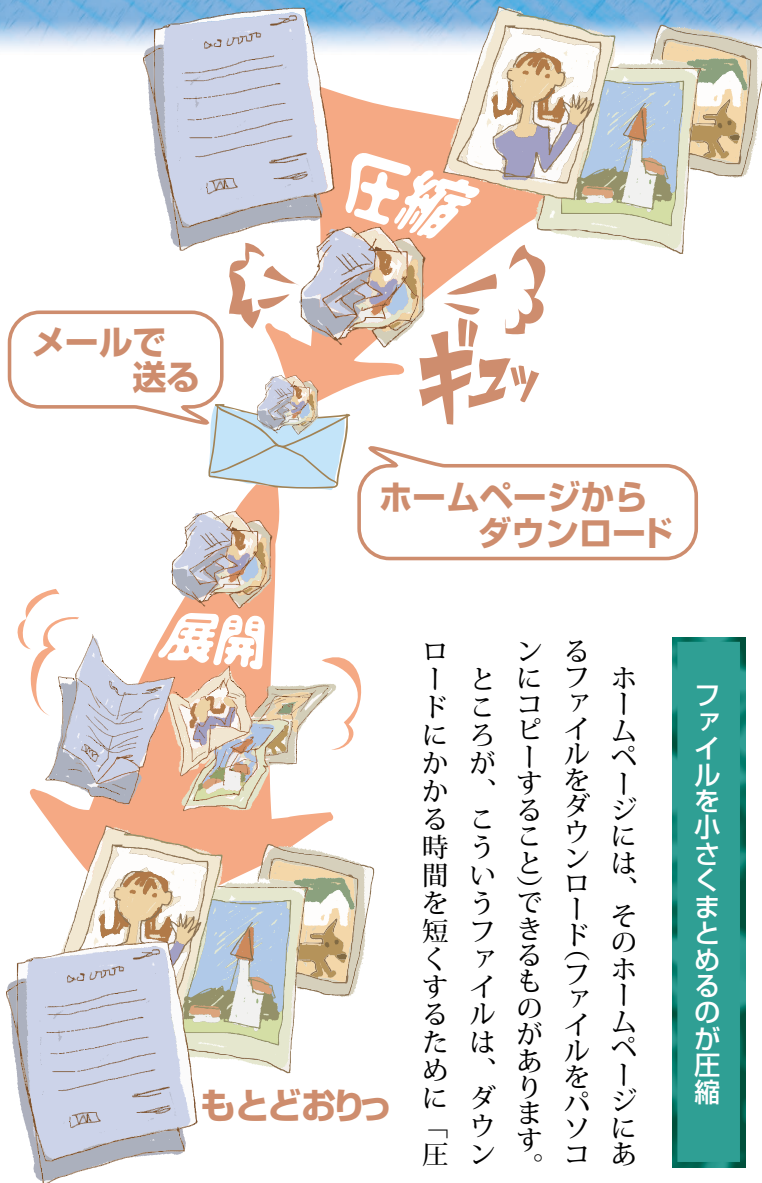 圧縮
ギュッ
メールで
送る
ホームページから
ダウンロード
展開
もとどおりっ
ファイルを小さくまとめるのが圧縮
ホームページには、そのホームページにあ
るファイルをダウンロード(ファイルをパソコ
ンにコピーすること)できるものがあります。
ところが、こういうファイルは、ダウン
ロードにかかる時間を短くするために「圧